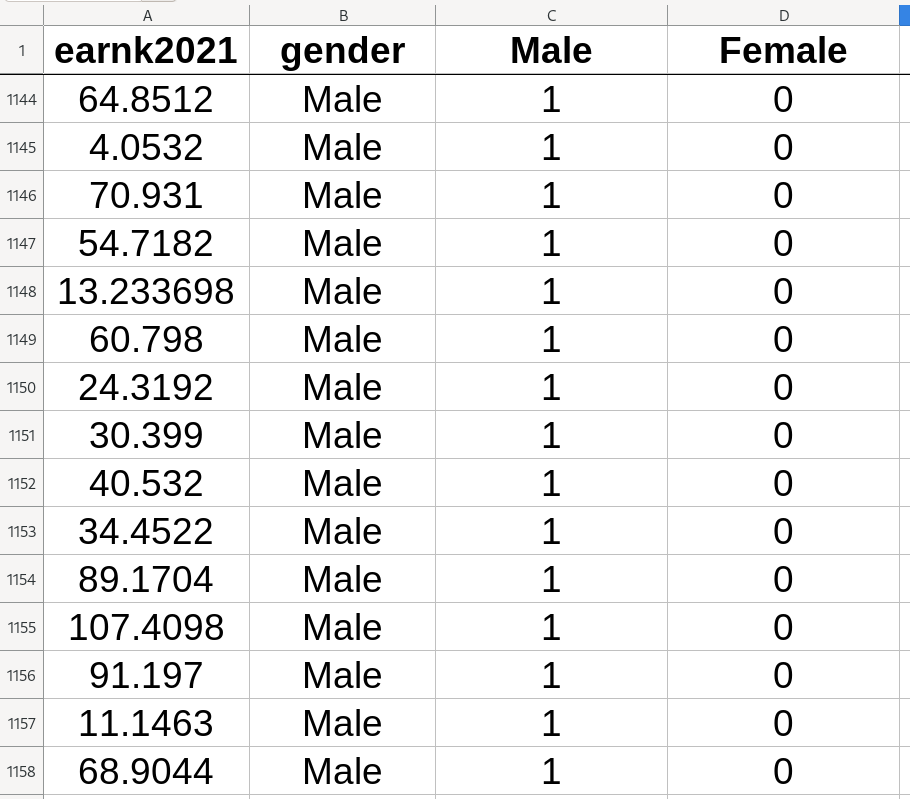 A B C D
1 earnk2021 gender Male Female
1144 64.8512 Male 1 0
1145 4.0532 Male 1 0
1146 70.931 Male 1 0
1147 54.7182 Male 1 0
1148 13.233698 Male 1 0
1149 60.798 Male 1 0
1150 24.3192 Male 1 0
1151 30.399 Male 1 0
1152 40.532 Male 1 0
1153 34.4522 Male 1 0
1154 89.1704 Male 1 0
1155 107.4098 Male 1 0
1156 91.197 Male 1 0
1157 11.1463 Male 1 0
1158 68.9044 Male 1 0